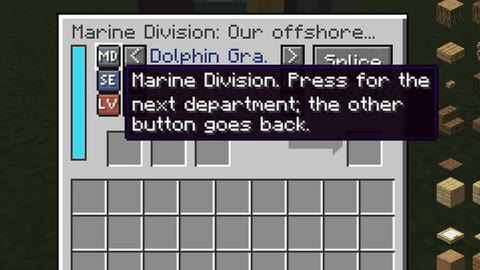 Marine Division: Our offshore...
MD < Dolphin Gra. > Splice
SE
LV
Marine Division. Press for the
next department; the other
button goes back.